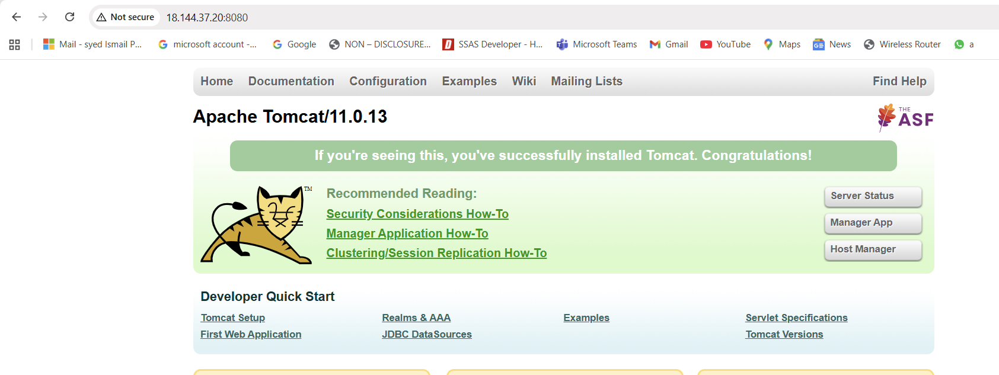 Not secure 18.144.37.20:8080
Mail - syed Ismail P... microsoft account -... Google NON – DISCLOSURE... SSAS Developer - H... Microsoft Teams Gmail YouTube Maps News Wireless Router a
Home Documentation Configuration Examples Wiki Mailing Lists Find Help
Apache Tomcat/11.0.13
THE
ASF
If you're seeing this, you've successfully installed Tomcat. Congratulations!
TM
Recommended Reading:
Security Considerations How-To
Manager Application How-To
Clustering/Session Replication How-To
Server Status
Manager App
Host Manager
Developer Quick Start
Tomcat Setup
First Web Application
Realms & AAA
JDBC DataSources
Examples
Servlet Specifications
Tomcat Versions